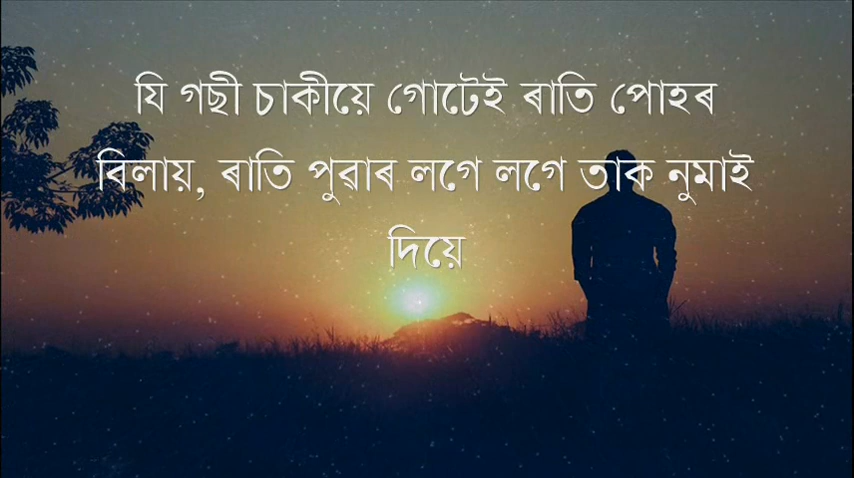 যি গছী চাকীয়ে গোটেই ৰাতি পোহৰ
বিলায়, ৰাতি পুৱাৰ লগে লগে তাক নুমাই
দিয়ে